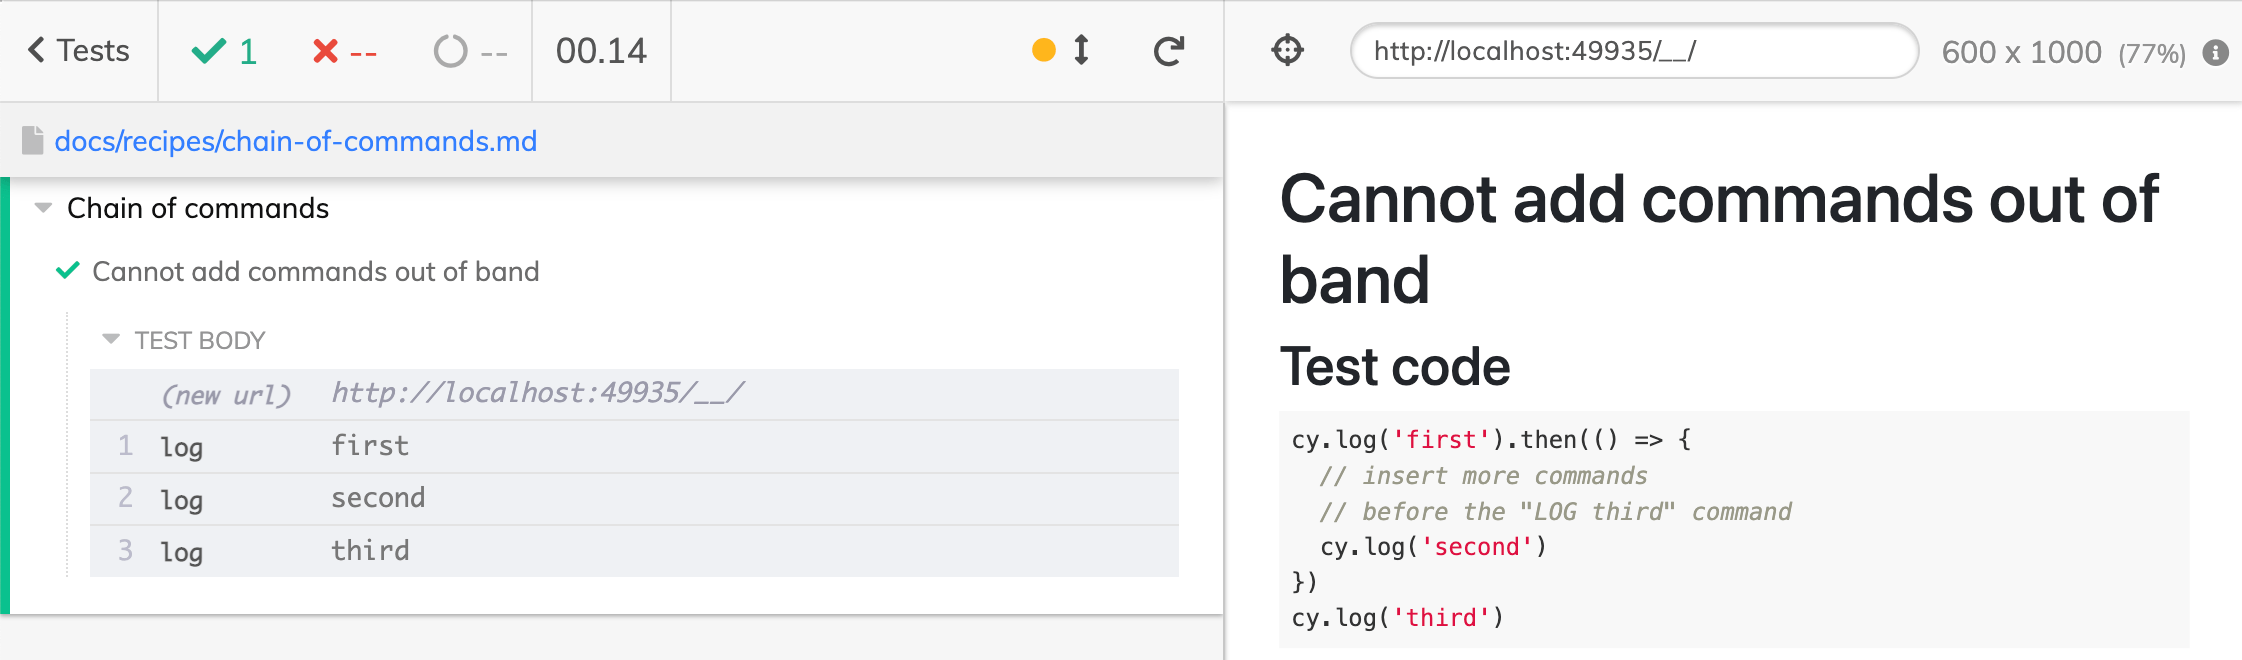 Tests 1 -- -- 00.14
docs/recipes/chain-of-commands.md
Chain of commands
Cannot add commands out of band
TEST BODY
(new url) http://localhost:49935/__/
1 log first
2 log second
3 log third
http://localhost:49935/__/ 600 x 1000 (77%)
Cannot add commands out of
band
Test code
cy.log('first').then(() => {
  // insert more commands
  // before the "LOG third" command
  cy.log('second')
})
cy.log('third')